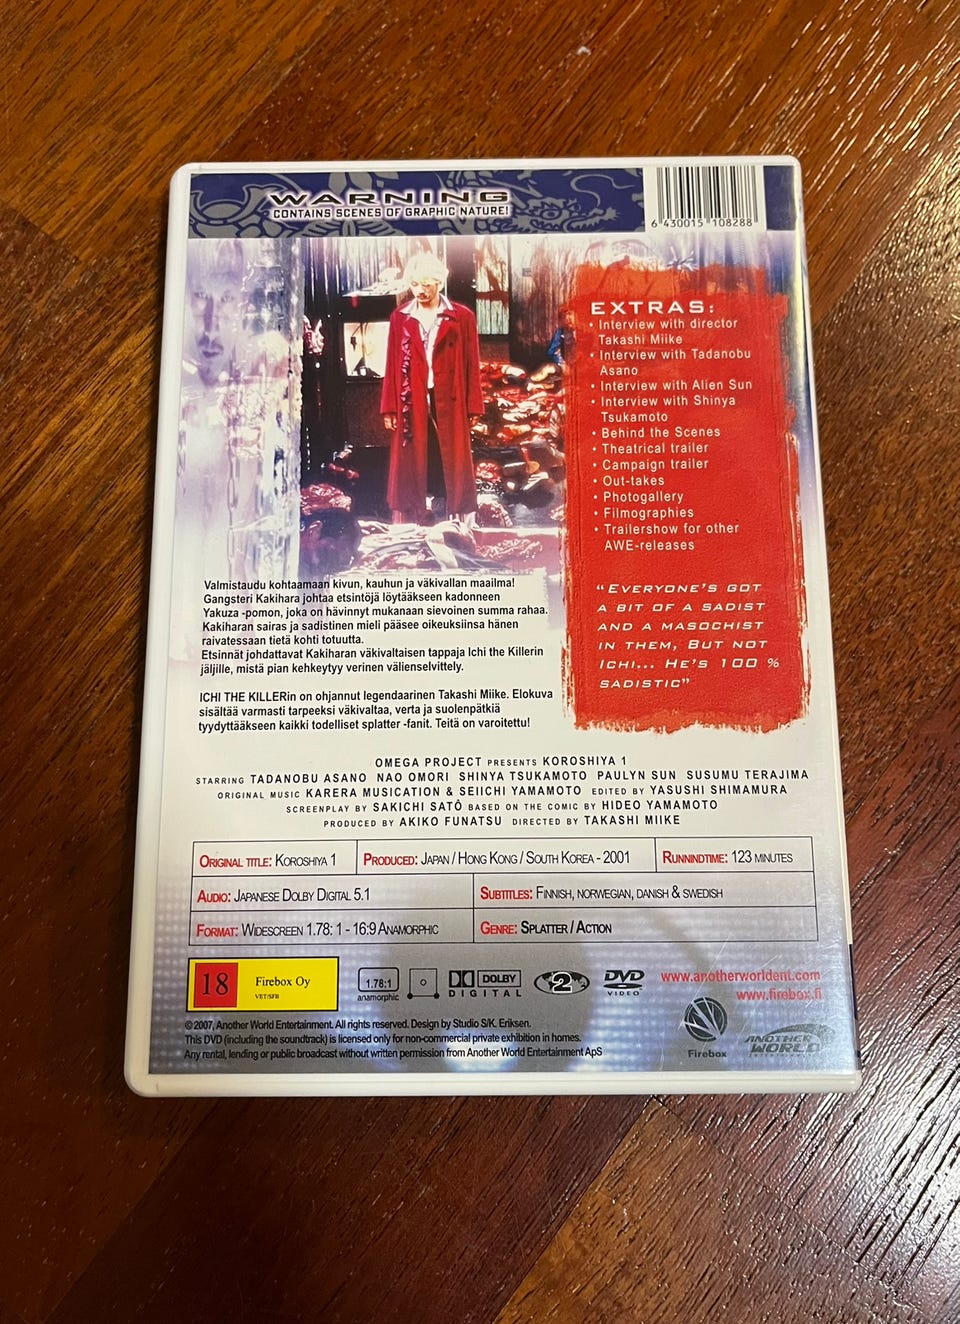 WARNING
CONTAINS SCENES OF GRAPHIC NATURE!
6 430015 108288
EXTRAS:
• Interview with director
Takashi Miike
• Interview with Tadanobu
Asano
• Interview with Alien Sun
• Interview with Shinya
Tsukamoto
• Behind the Scenes
• Theatrical trailer
• Campaign trailer
• Out-takes
• Photogallery
• Filmographies
• Trailershow for other
AWE-releases
"EVERYONE'S GOT
A BIT OF A SADIST
AND A MASOCHIST
IN THEM, BUT NOT
ICHI... HE'S 100 %
SADISTIC"
Valmistaudu kohtaamaan kivun, kauhun ja väkivallan maailma!
Gangsteri Kakihara johtaa etsintöjä löytääkseen kadonneen
Yakuza -pomon, joka on hävinnyt mukanaan sievoinen summa rahaa.
Kakiharan sairas ja sadistinen mieli pääsee oikeuksiinsa hänen
raivatessaan tietä kohti totuutta.
Etsinnät johdattavat Kakiharan väkivaltaisen tappaja Ichi the Killerin
jäljille, mistä pian kehkeytyy verinen välienselvittely.
ICHI THE KILLERin on ohjannut legendaarinen Takashi Miike. Elokuva
sisältää varmasti tarpeeksi väkivaltaa, verta ja suolenpätkiä
tyydyttääkseen kaikki todelliset splatter -fanit. Teitä on varoitettu!
OMEGA PROJECT PRESENTS KOROSHIYA 1
STARRING TADANOBU ASANO NAO OMORI SHINYA TSUKAMOTO PAULYN SUN SUSUMU TERAJIMA
ORIGINAL MUSIC KARERA MUSICATION & SEIICHI YAMAMOTO EDITED BY YASUSHI SHIMAMURA
SCREENPLAY BY SAKICHI SATÔ BASED ON THE COMIC BY HIDEO YAMAMOTO
PRODUCED BY AKIKO FUNATSU DIRECTED BY TAKASHI MIIKE
ORIGINAL TITLE: KOROSHIYA 1 PRODUCED: JAPAN / HONG KONG / SOUTH KOREA - 2001 RUNNINDTIME: 123 MINUTES
AUDIO: JAPANESE DOLBY DIGITAL 5.1 SUBTITLES: FINNISH, NORWEGIAN, DANISH & SWEDISH
FORMAT: WIDESCREEN 1.78: 1 - 16:9 ANAMORPHIC GENRE: SPLATTER / ACTION
18 Firebox Oy
VET/SFB
1.78:1
anamorphic
DOLBY
DIGITAL
2
DVD
VIDEO
www.anotherworldent.com
www.firebox.fi
© 2007, Another World Entertainment. All rights reserved. Design by Studio S/K. Eriksen.
This DVD (including the soundtrack) is licensed only for non-commercial private exhibition in homes.
Any rental, lending or public broadcast without written permission from Another World Entertainment ApS
Firebox
ANOTHER
WORLD
ENTERTAINMENT